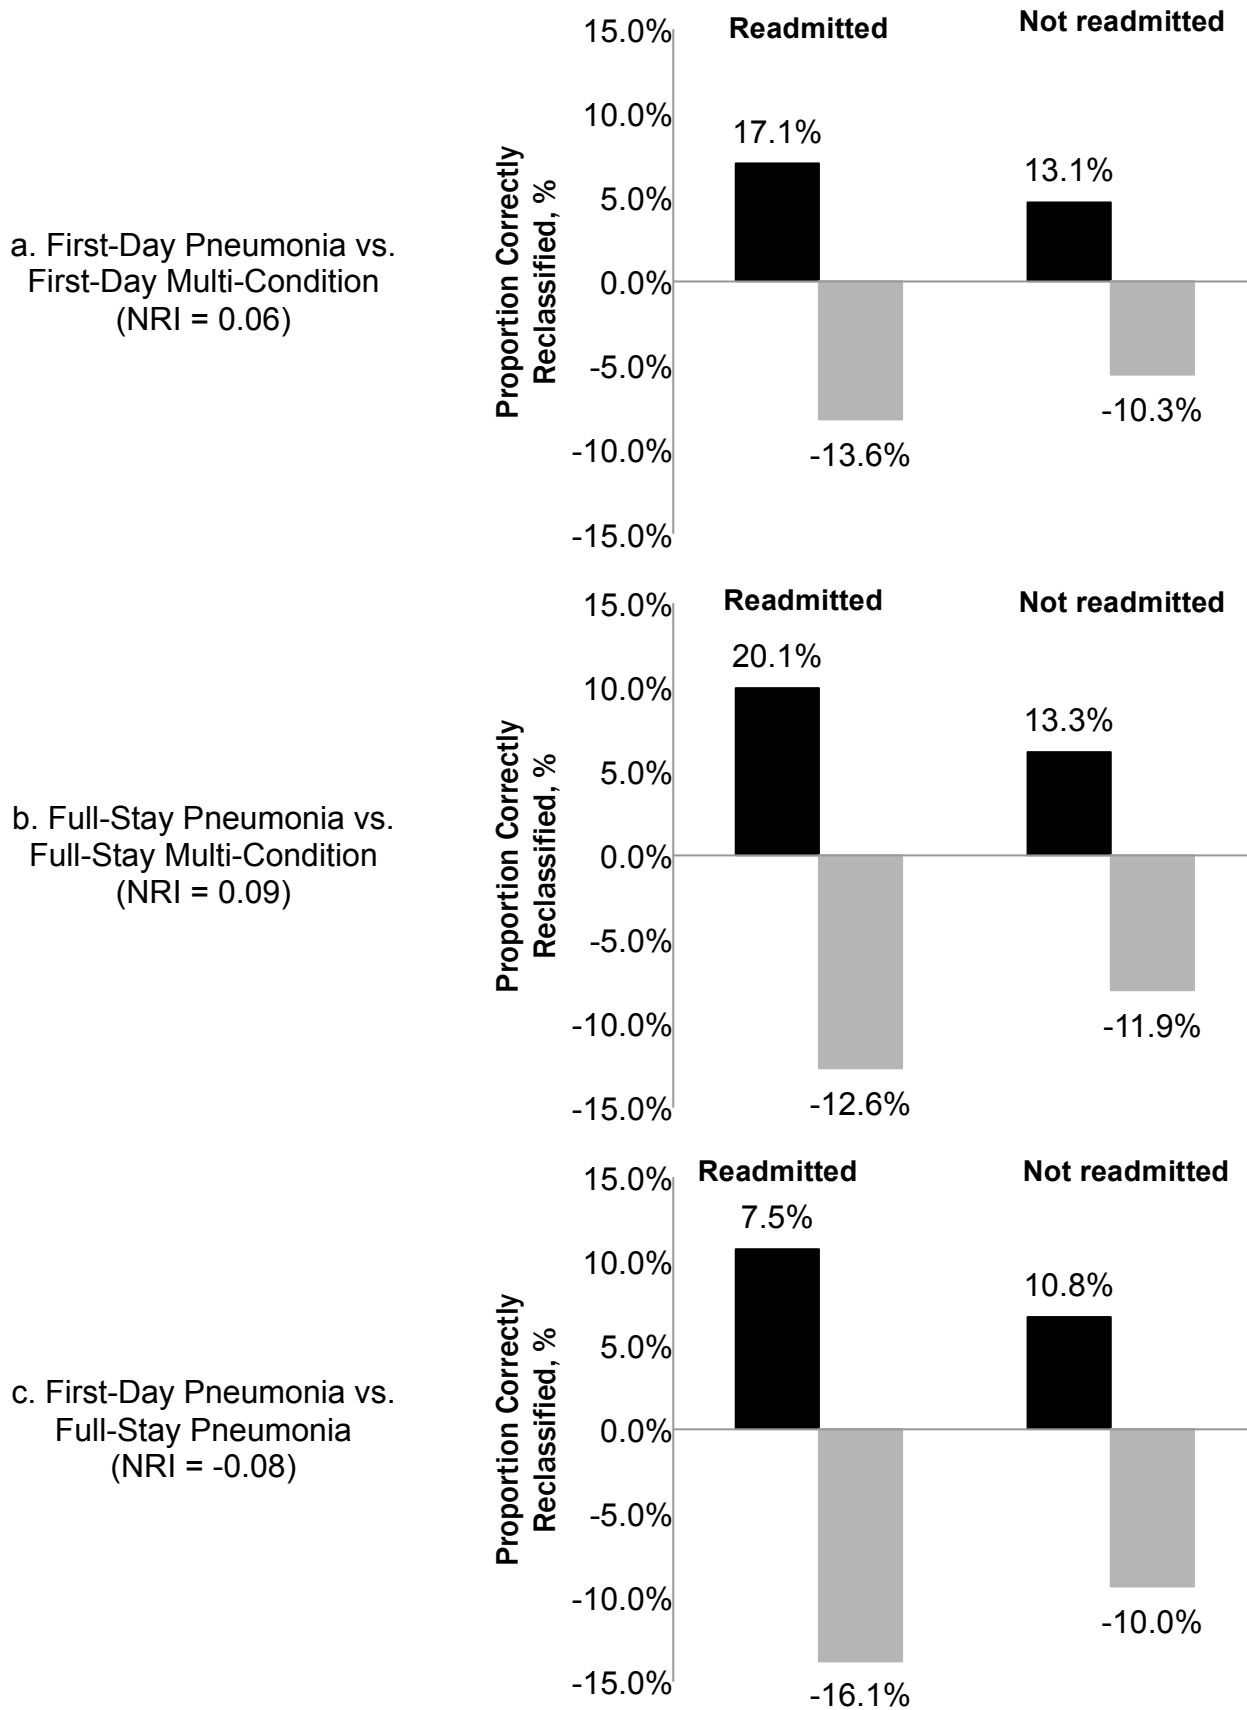 a. First-Day Pneumonia vs.
First-Day Multi-Condition
(NRI = 0.06)
Proportion Correctly
Reclassified, %
15.0%
10.0%
5.0%
0.0%
-5.0%
-10.0%
-15.0%
Readmitted
Not readmitted
17.1%
13.1%
-13.6%
-10.3%
b. Full-Stay Pneumonia vs.
Full-Stay Multi-Condition
(NRI = 0.09)
Proportion Correctly
Reclassified, %
15.0%
10.0%
5.0%
0.0%
-5.0%
-10.0%
-15.0%
Readmitted
Not readmitted
20.1%
13.3%
-12.6%
-11.9%
c. First-Day Pneumonia vs.
Full-Stay Pneumonia
(NRI = -0.08)
Proportion Correctly
Reclassified, %
15.0%
10.0%
5.0%
0.0%
-5.0%
-10.0%
-15.0%
Readmitted
Not readmitted
7.5%
10.8%
-16.1%
-10.0%